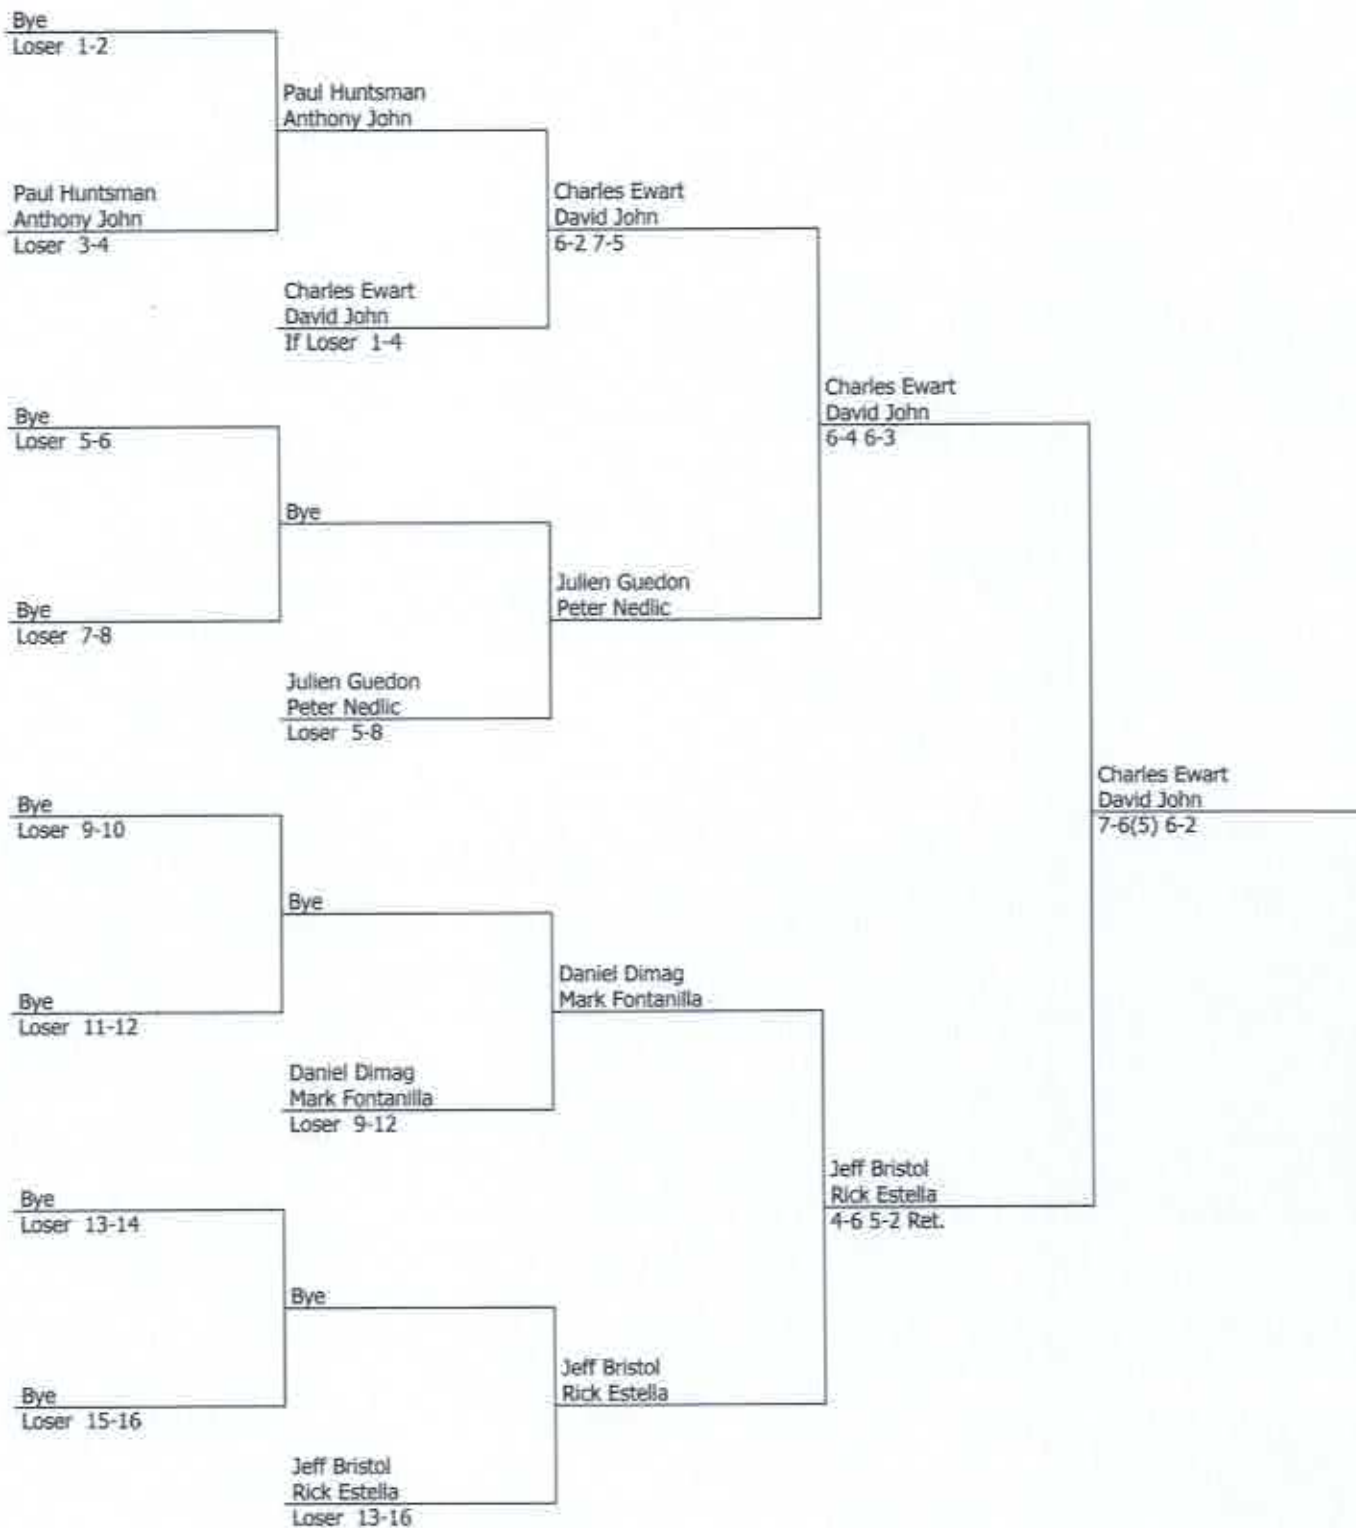 Bye
Loser 1-2
Paul Huntsman
Anthony John
Paul Huntsman
Anthony John
Loser 3-4
Charles Ewart
David John
6-2 7-5
Charles Ewart
David John
If Loser 1-4
Charles Ewart
David John
6-4 6-3
Bye
Loser 5-6
Bye
Julien Guedon
Peter Nedlic
Bye
Loser 7-8
Julien Guedon
Peter Nedlic
Loser 5-8
Charles Ewart
David John
7-6(5) 6-2
Bye
Loser 9-10
Bye
Daniel Dimag
Mark Fontanilla
Bye
Loser 11-12
Daniel Dimag
Mark Fontanilla
Loser 9-12
Jeff Bristol
Rick Estella
4-6 5-2 Ret.
Bye
Loser 13-14
Bye
Jeff Bristol
Rick Estella
Bye
Loser 15-16
Jeff Bristol
Rick Estella
Loser 13-16